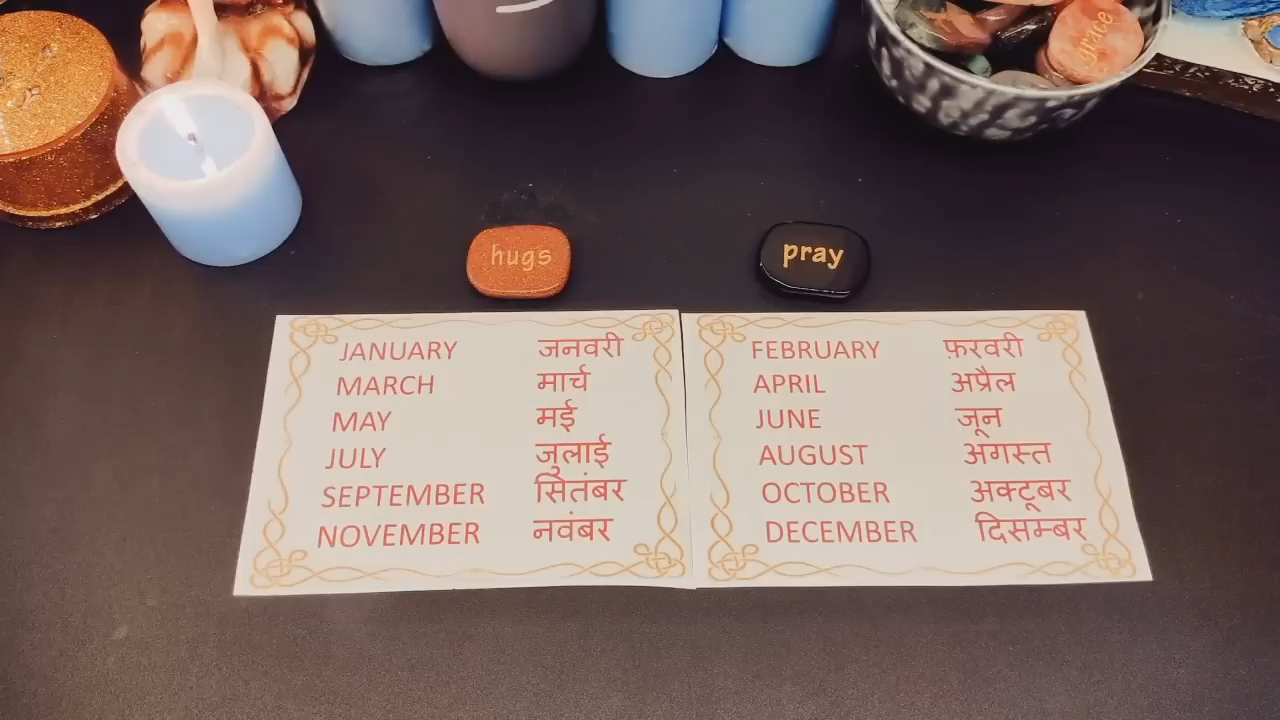 grace
hugs
pray
JANUARY जनवरी
MARCH मार्च
MAY मई
JULY जुलाई
SEPTEMBER सितंबर
NOVEMBER नवंबर
FEBRUARY फ़रवरी
APRIL अप्रैल
JUNE जून
AUGUST अगस्त
OCTOBER अक्टूबर
DECEMBER दिसम्बर